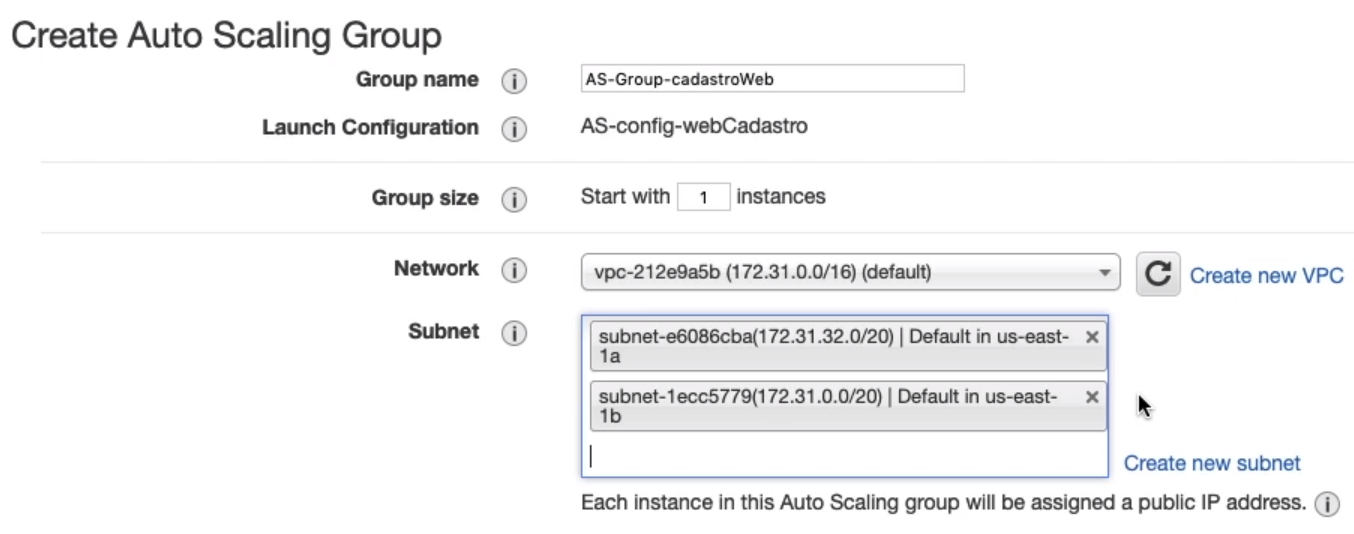 Create Auto Scaling Group
Group name AS-Group-cadastroWeb
Launch Configuration AS-config-webCadastro
Group size Start with 1 instances
Network vpc-212e9a5b (172.31.0.0/16) (default) Create new VPC
Subnet subnet-e6086cba(172.31.32.0/20) | Default in us-east-
1a
subnet-1ecc5779(172.31.0.0/20) | Default in us-east-
1b
Create new subnet
Each instance in this Auto Scaling group will be assigned a public IP address.